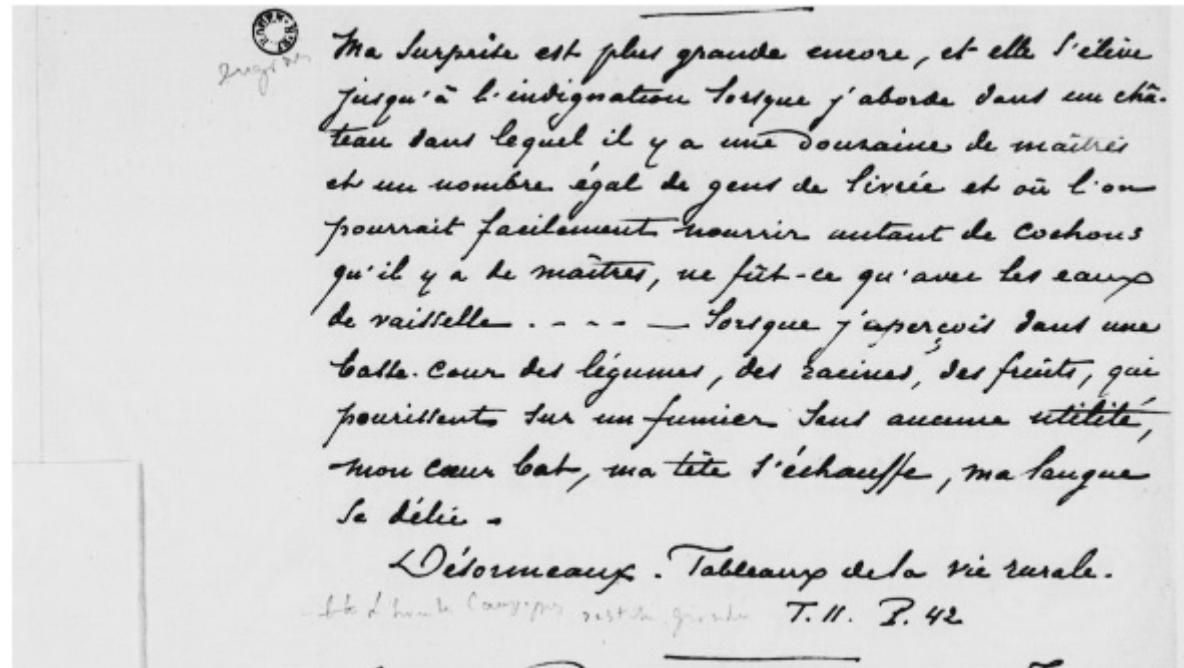 Ma surprise est plus grande encore, et elle s'élève
jusqu'à l'indignation lorsque j'aborde dans un châ-
teau dans lequel il y a une douzaine de maîtres
et un nombre égal de gens de livrée et où l'on
pourrait facilement nourrir autant de cochons
qu'il y a de maîtres, ne fût-ce qu'avec les eaux
de vaisselle . - - - — lorsque j'aperçois dans une
basse-cour des légumes, des racines, des fruits, qui
pourissent sur un fumier sans aucune utilité,
mon cœur bat, ma tête s'échauffe, ma langue
se délie.
Désormeaux. Tableaux de la vie rurale.
T. II. P. 42